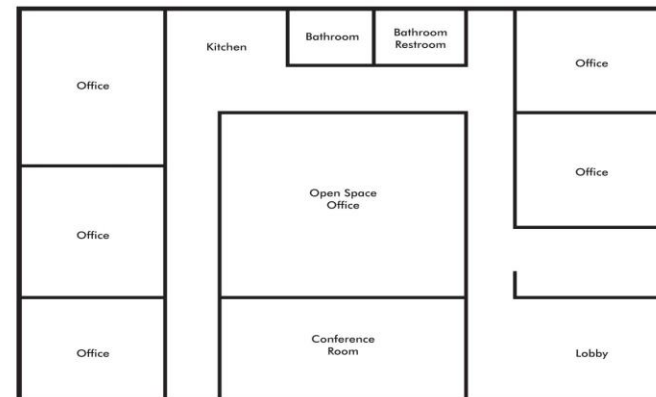 Kitchen
Bathroom
Bathroom
Restroom
Office
Office
Open Space
Office
Office
Office
Conference
Room
Office
Lobby